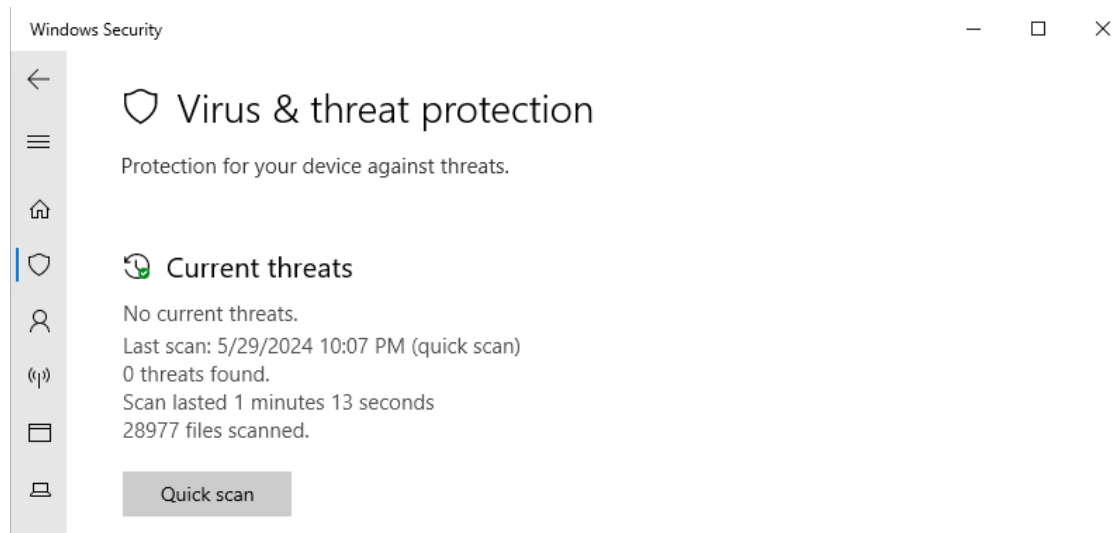 Windows Security
Virus & threat protection
Protection for your device against threats.
Current threats
No current threats.
Last scan: 5/29/2024 10:07 PM (quick scan)
0 threats found.
Scan lasted 1 minutes 13 seconds
28977 files scanned.
Quick scan